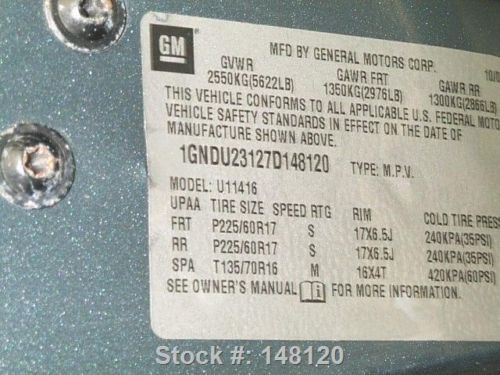 GM
MFD BY GENERAL MOTORS CORP.
10/0
GVWR GAWR FRT GAWR RR
2550KG(5622LB) 1350KG(2976LB) 1300KG(2866LB)
THIS VEHICLE CONFORMS TO ALL APPLICABLE U.S. FEDERAL MOTO
VEHICLE SAFETY STANDARDS IN EFFECT ON THE DATE OF
MANUFACTURE SHOWN ABOVE.
1GNDU23127D148120 TYPE: M.P.V.
MODEL: U11416
UPAA TIRE SIZE SPEED RTG RIM COLD TIRE PRES
FRT P225/60R17 S 17X6.5J 240KPA(35PSI)
RR P225/60R17 S 17X6.5J 240KPA(35PSI)
SPA T135/70R16 M 16X4T 420KPA(60PSI)
SEE OWNER'S MANUAL FOR MORE INFORMATION.
Stock #: 148120